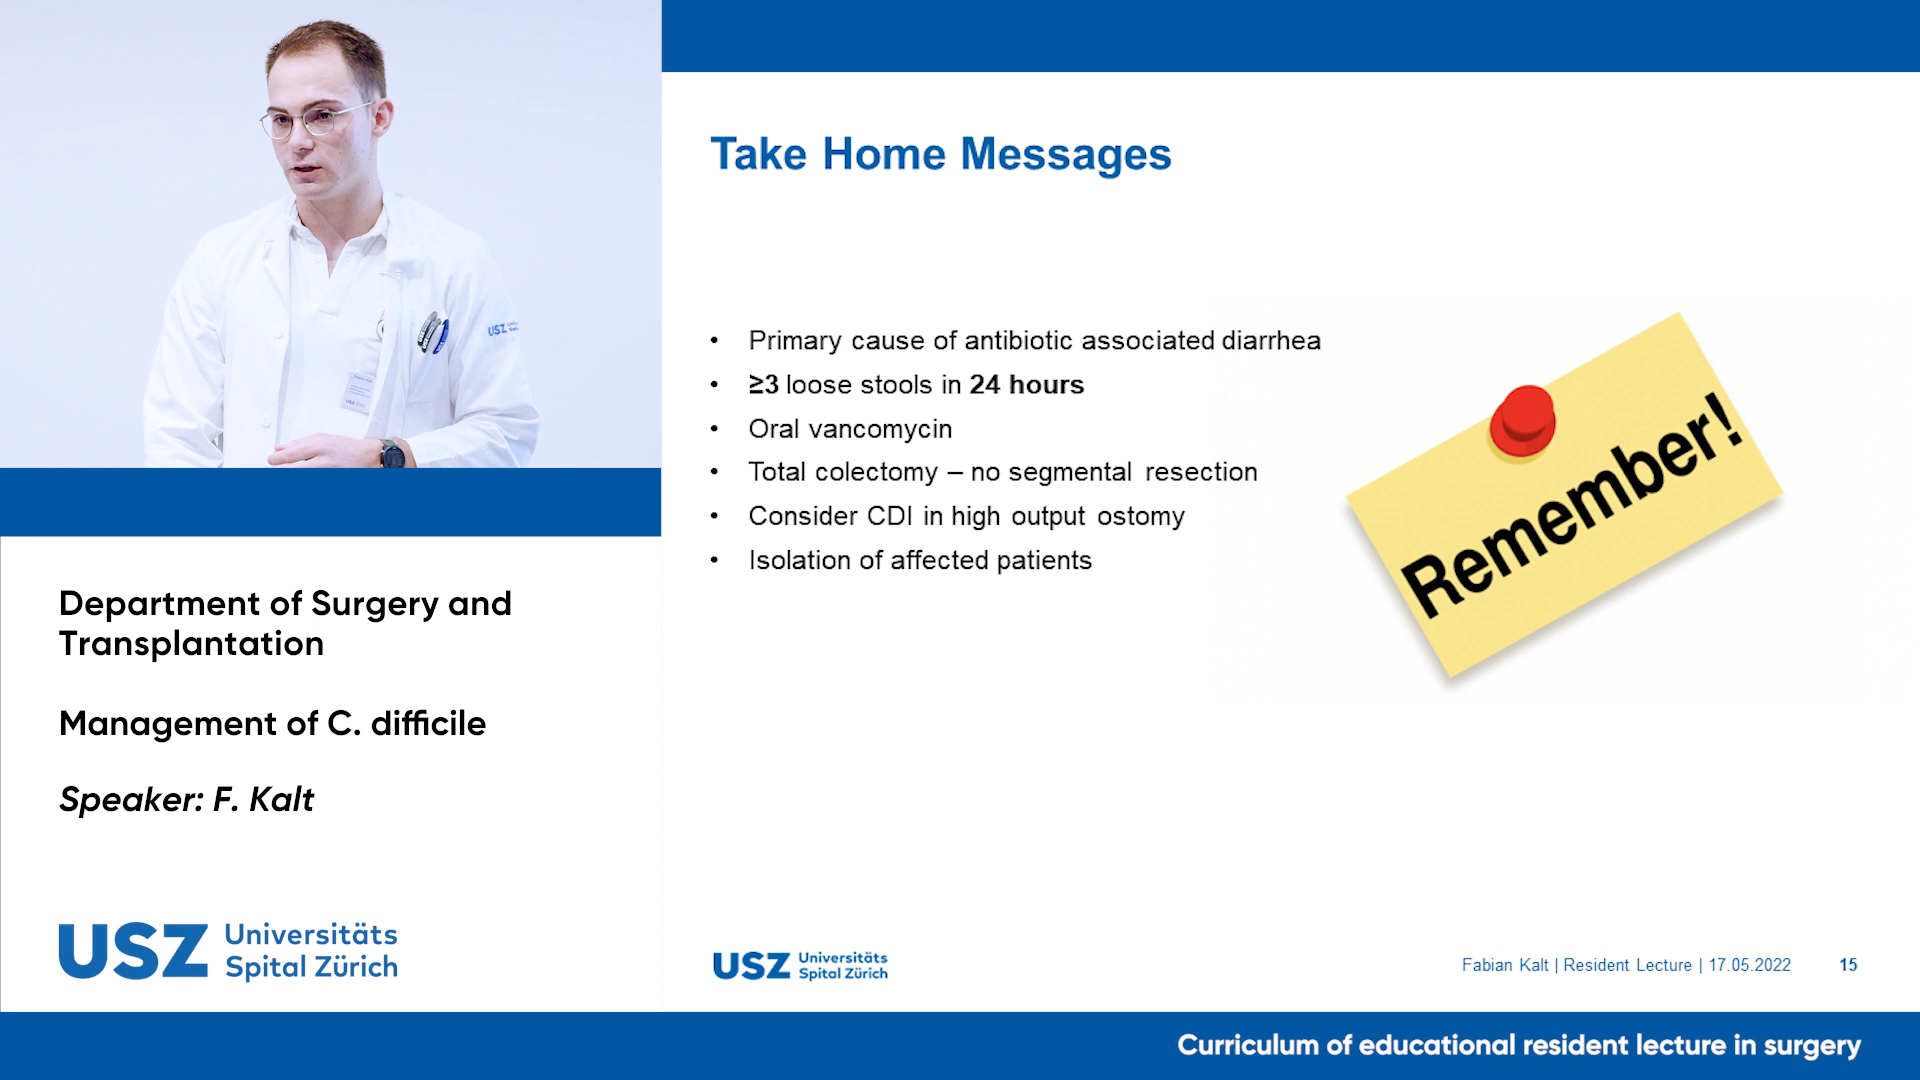 USZ
Take Home Messages
• Primary cause of antibiotic associated diarrhea
• ≥3 loose stools in 24 hours
• Oral vancomycin
• Total colectomy – no segmental resection
• Consider CDI in high output ostomy
• Isolation of affected patients
Remember!
Department of Surgery and
Transplantation
Management of C. difficile
Speaker: F. Kalt
USZ Universitäts
Spital Zürich
USZ Universitäts
Spital Zürich
Fabian Kalt | Resident Lecture | 17.05.2022 15
Curriculum of educational resident lecture in surgery